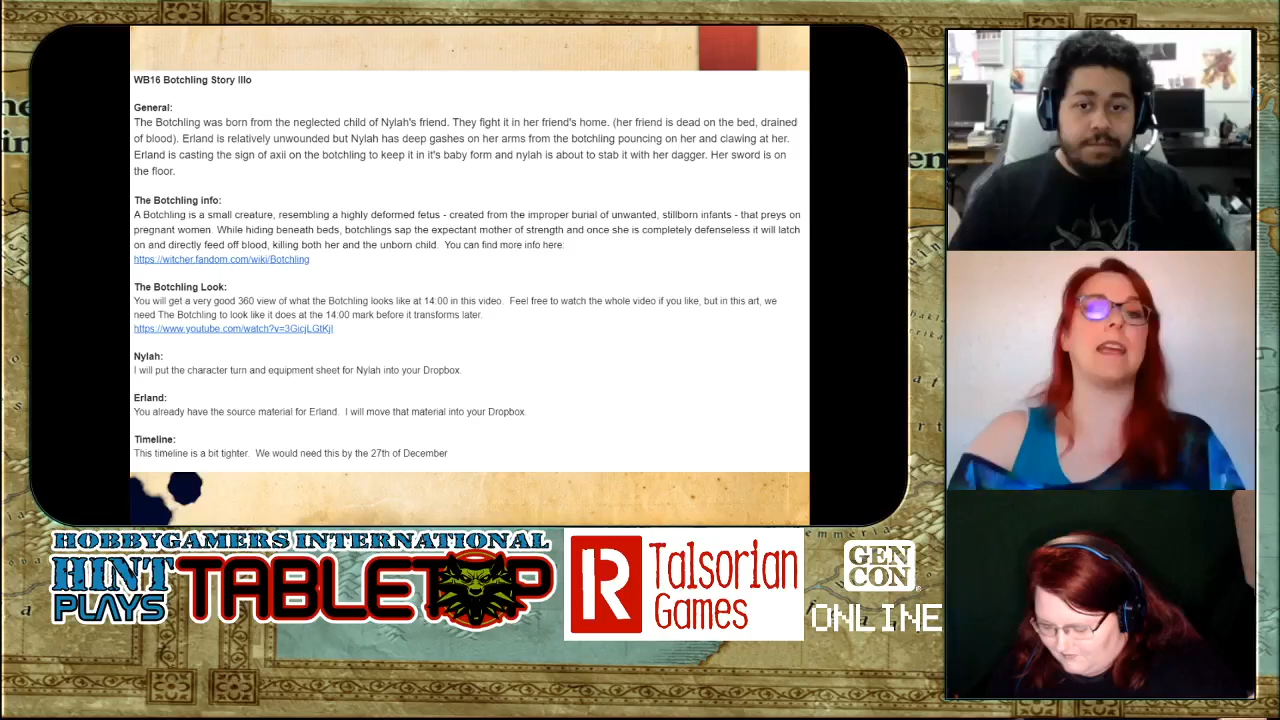 WB16 Botchling Story Illo
General:
The Botchling was born from the neglected child of Nylah's friend. They fight it in her friend's home. (her friend is dead on the bed, drained
of blood). Erland is relatively unwounded but Nylah has deep gashes on her arms from the botchling pouncing on her and clawing at her.
Erland is casting the sign of axii on the botchling to keep it in it's baby form and nylah is about to stab it with her dagger. Her sword is on
the floor.
The Botchling info:
A Botchling is a small creature, resembling a highly deformed fetus - created from the improper burial of unwanted, stillborn infants - that preys on
pregnant women. While hiding beneath beds, botchlings sap the expectant mother of strength and once she is completely defenseless it will latch
on and directly feed off blood, killing both her and the unborn child. You can find more info here:
https://witcher.fandom.com/wiki/Botchling
The Botchling Look:
You will get a very good 360 view of what the Botchling looks like at 14:00 in this video. Feel free to watch the whole video if you like, but in this art, we
need The Botchling to look like it does at the 14:00 mark before it transforms later.
https://www.youtube.com/watch?v=3GicjLGtKjI
Nylah:
I will put the character turn and equipment sheet for Nylah into your Dropbox.
Erland:
You already have the source material for Erland. I will move that material into your Dropbox
Timeline:
This timeline is a bit tighter. We would need this by the 27th of December
HOBBYGAMERS INTERNATIONAL
HINT
PLAYS
TABLETOP
R
Talsorian
Games
GEN
CON
ONLINE